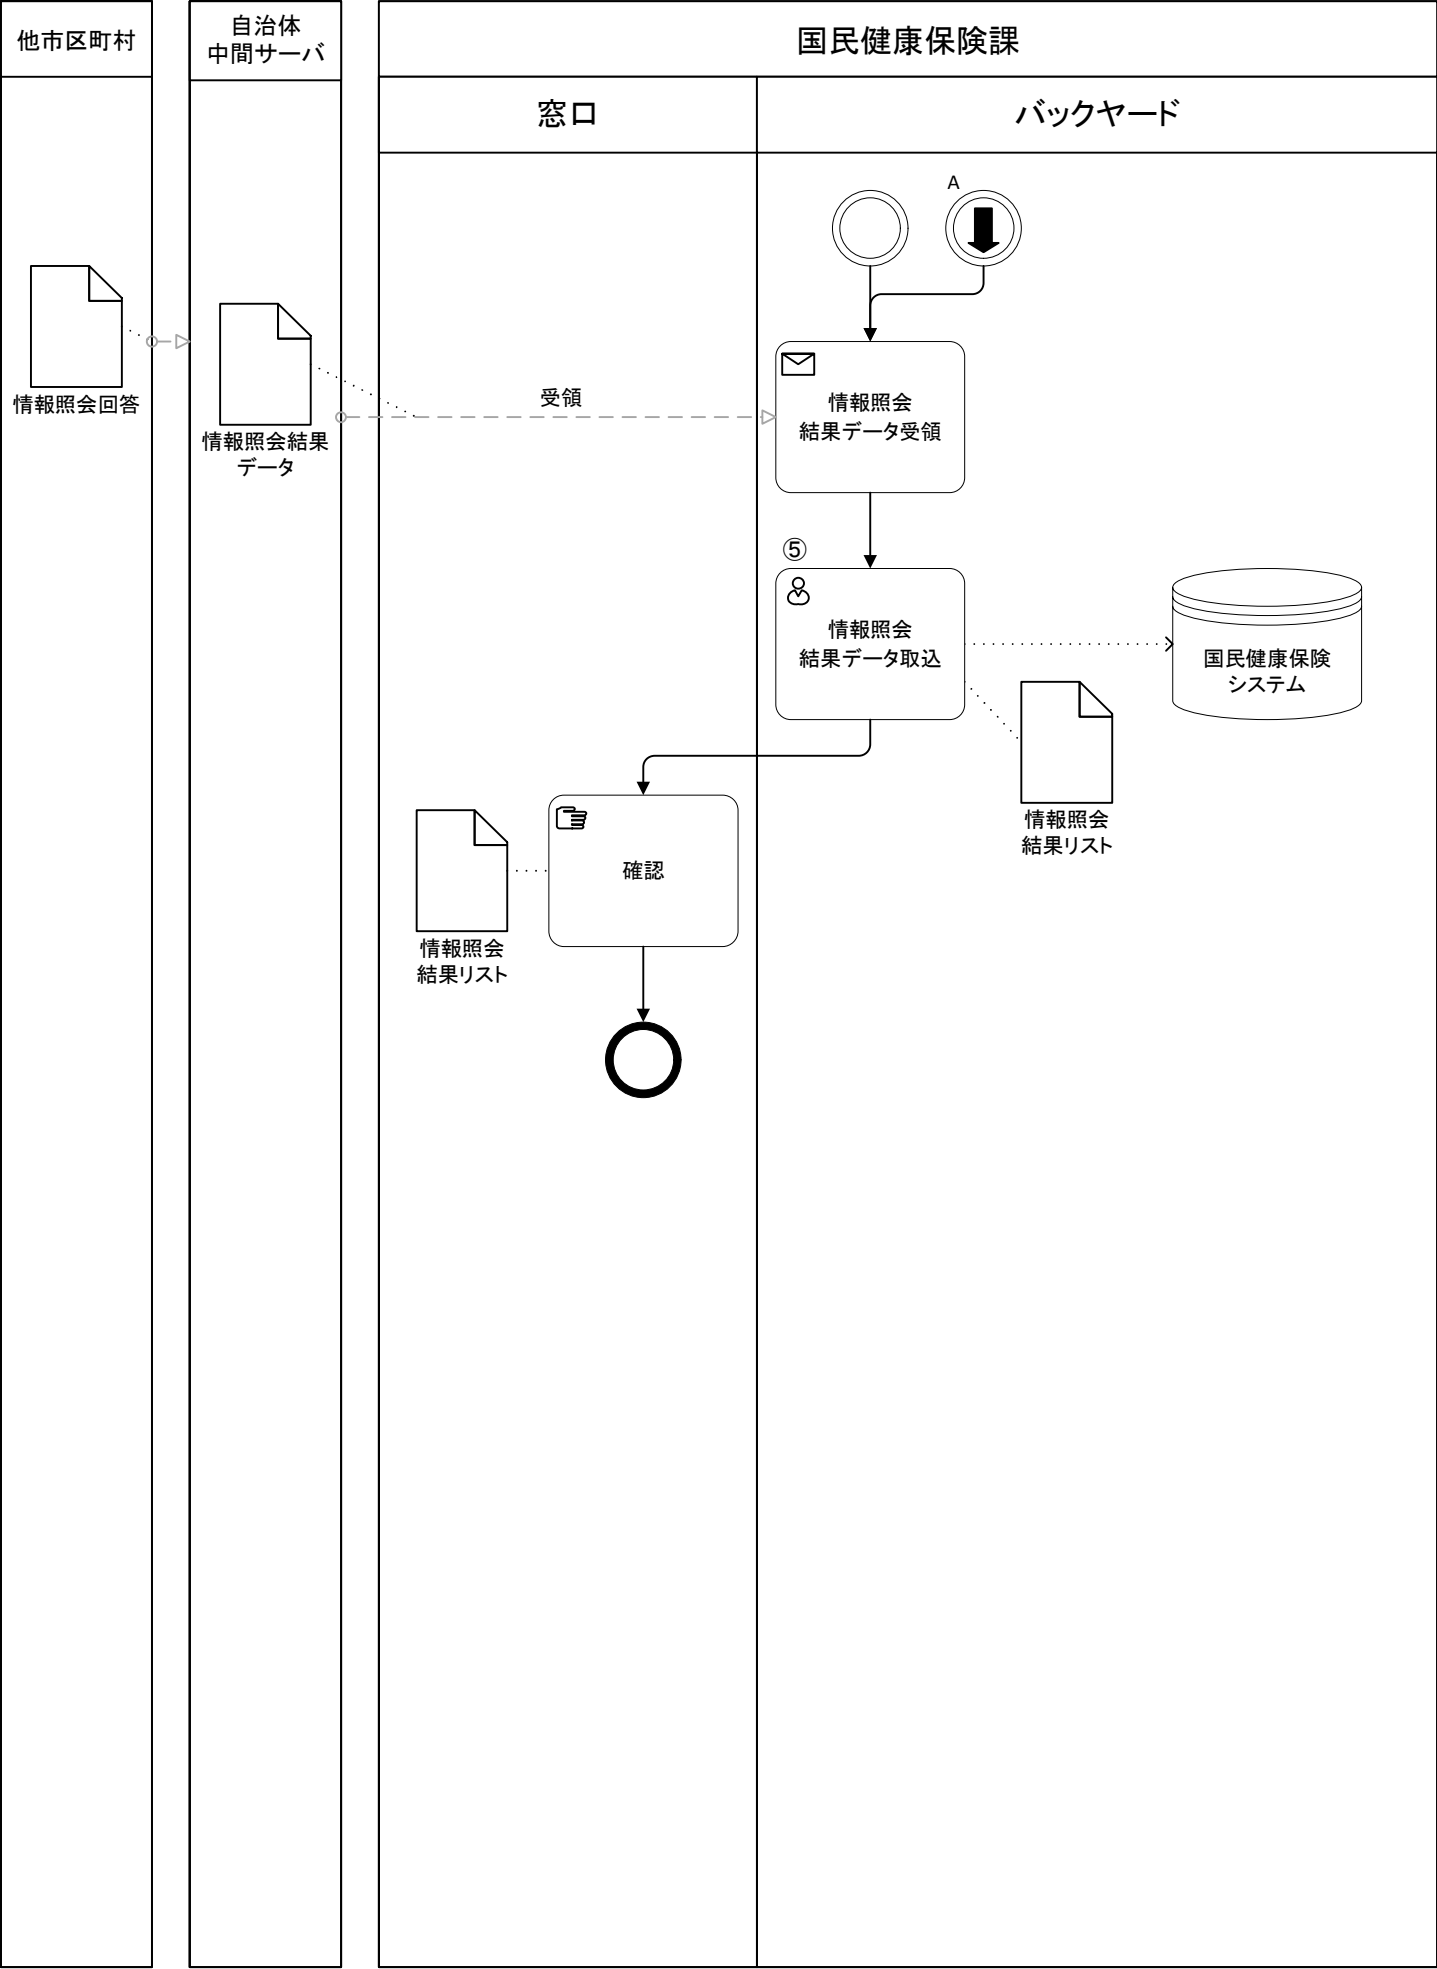 他市区町村
自治体
中間サーバ
国民健康保険課
窓口
バックヤード
A
情報照会回答
情報照会結果
データ
受領
情報照会
結果データ受領
⑤
情報照会
結果データ取込
国民健康保険
システム
情報照会
結果リスト
確認
情報照会
結果リスト